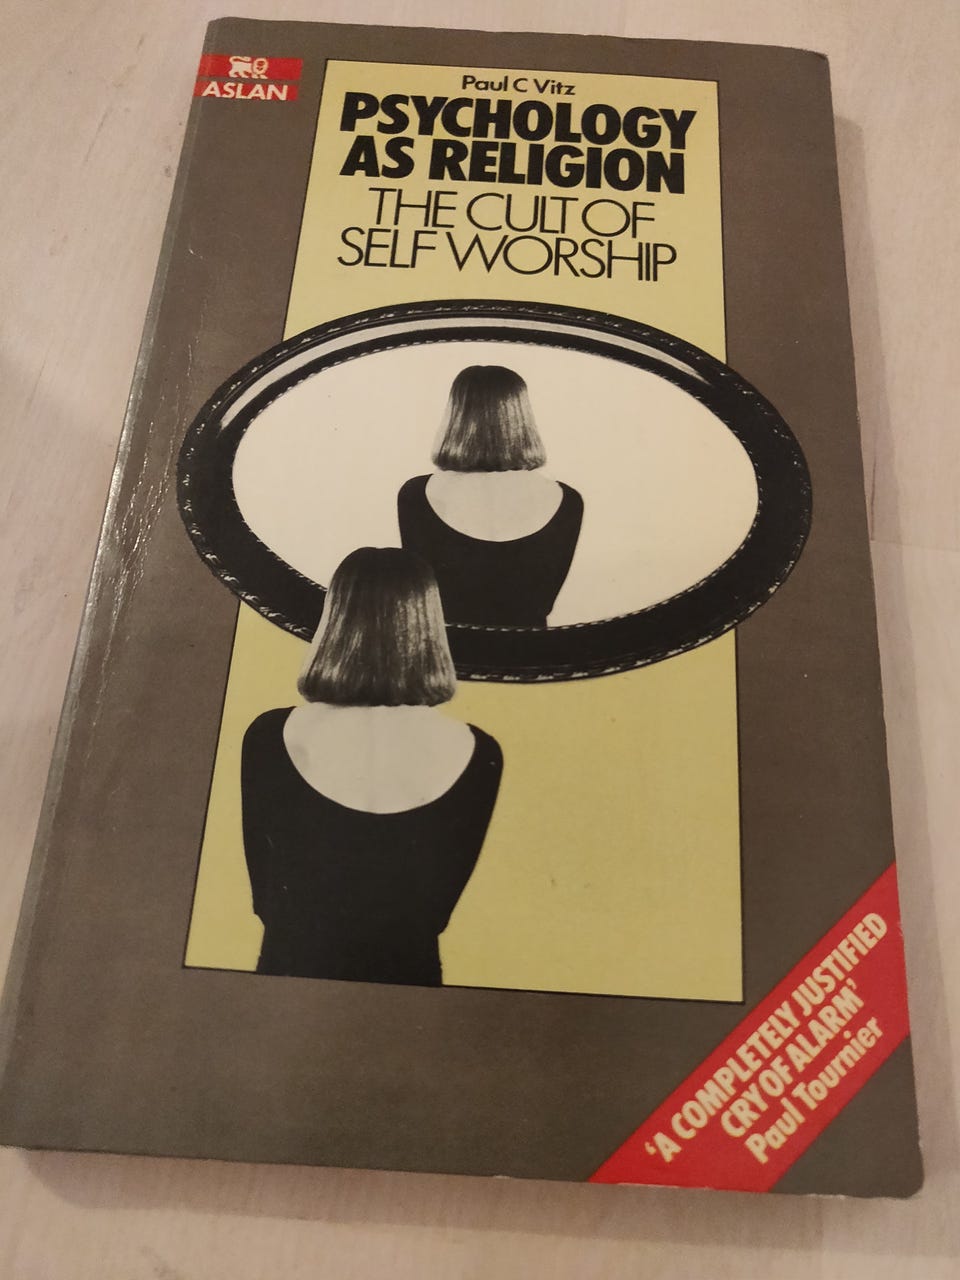 ASLAN
Paul C Vitz
PSYCHOLOGY
AS RELIGION
THE CULT OF
SELF WORSHIP
'A COMPLETELY JUSTIFIED
CRY OF ALARM'
Paul Tournier